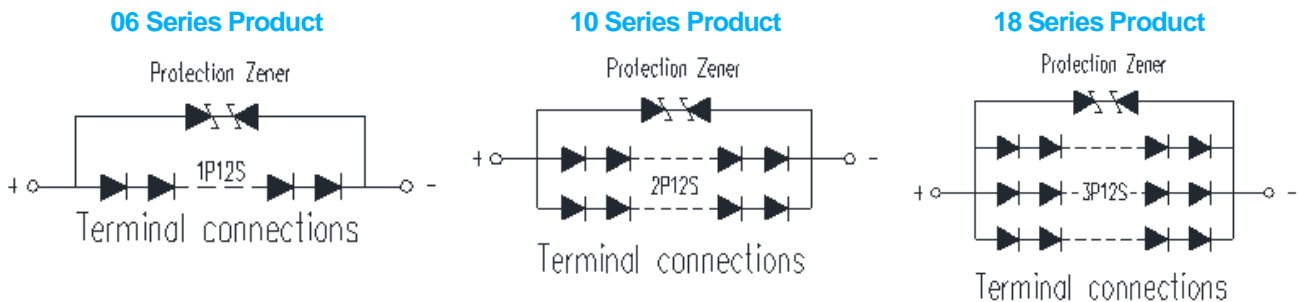 06 Series Product
Protection Zener
+
1P12S
-
Terminal connections
10 Series Product
Protection Zener
+
-
2P12S
Terminal connections
18 Series Product
Protection Zener
+
3P12S
-
Terminal connections